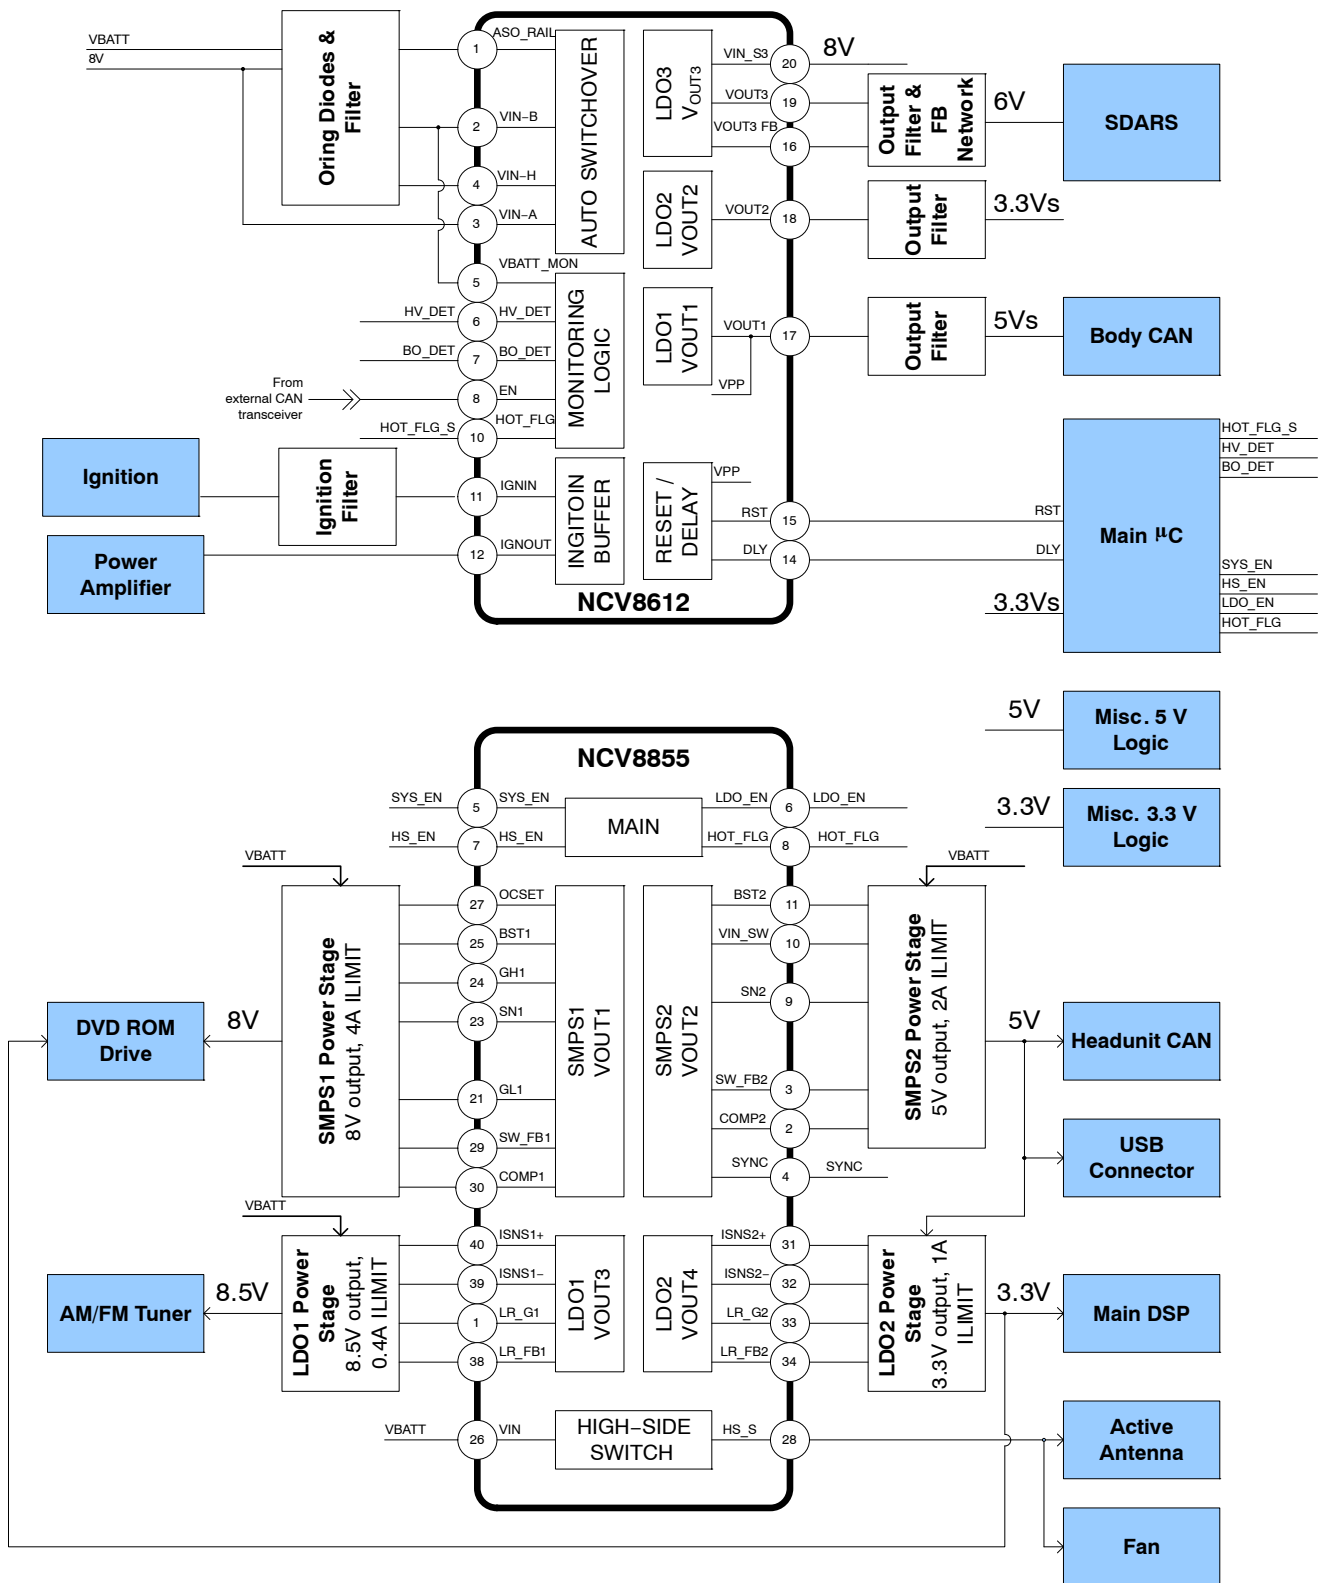 VBATT
8V
Oring Diodes &
Filter
1
ASO_RAIL
2
VIN−B
4
VIN−H
3
VIN−A
AUTO SWITCHOVER
5
VBATT_MON
HV_DET
6
HV_DET
BO_DET
7
BO_DET
From
external CAN
transceiver
8
EN
HOT_FLG_S
10
HOT_FLG
MONITORING
LOGIC
Ignition
Ignition
Filter
11
IGNIN
Power
Amplifier
12
IGNOUT
INGITOIN
BUFFER
LDO3
VOUT3
VIN_S3
20
8V
VOUT3
19
VOUT3 FB
16
Output
Filter &
FB
Network
6V
SDARS
LDO2
VOUT2
VOUT2
18
Output
Filter
3.3Vs
LDO1
VOUT1
VOUT1
17
VPP
Output
Filter
5Vs
Body CAN
RESET /
DELAY
VPP
RST
15
RST
DLY
14
DLY
3.3Vs
Main µC
HOT_FLG_S
HV_DET
BO_DET
SYS_EN
HS_EN
LDO_EN
HOT_FLG
NCV8612
5V
Misc. 5 V
Logic
3.3V
Misc. 3.3 V
Logic
NCV8855
SYS_EN
5
SYS_EN
HS_EN
7
HS_EN
MAIN
LDO_EN
6
LDO_EN
HOT_FLG
8
HOT_FLG
VBATT
SMPS1 Power Stage
8V output, 4A ILIMIT
27
OCSET
25
BST1
24
GH1
23
SN1
21
GL1
29
SW_FB1
30
COMP1
SMPS1
VOUT1
8V
DVD ROM
Drive
SMPS2
VOUT2
BST2
11
VIN_SW
10
SN2
9
SW_FB2
3
COMP2
2
SYNC
4
SYNC
VBATT
SMPS2 Power Stage
5V output, 2A ILIMIT
5V
Headunit CAN
USB
Connector
VBATT
LDO1 Power
Stage
8.5V output,
0.4A ILIMIT
8.5V
AM/FM Tuner
40
ISNS1+
39
ISNS1−
1
LR_G1
38
LR_FB1
LDO1
VOUT3
LDO2
VOUT4
ISNS2+
31
ISNS2−
32
LR_G2
33
LR_FB2
34
LDO2 Power
Stage
3.3V output, 1A
ILIMIT
3.3V
Main DSP
VBATT
26
VIN
HIGH−SIDE
SWITCH
HS_S
28
Active
Antenna
Fan